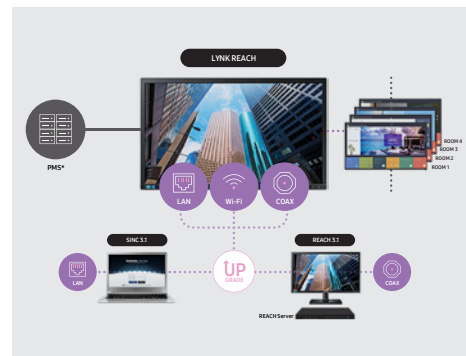 LYNK REACH
PMS*
ROOM 4
ROOM 3
ROOM 2
ROOM 1
LAN
Wi-Fi
COAX
SINC 3.1
REACH 3.1
LAN
UP
GRADE
COAX
REACH Server